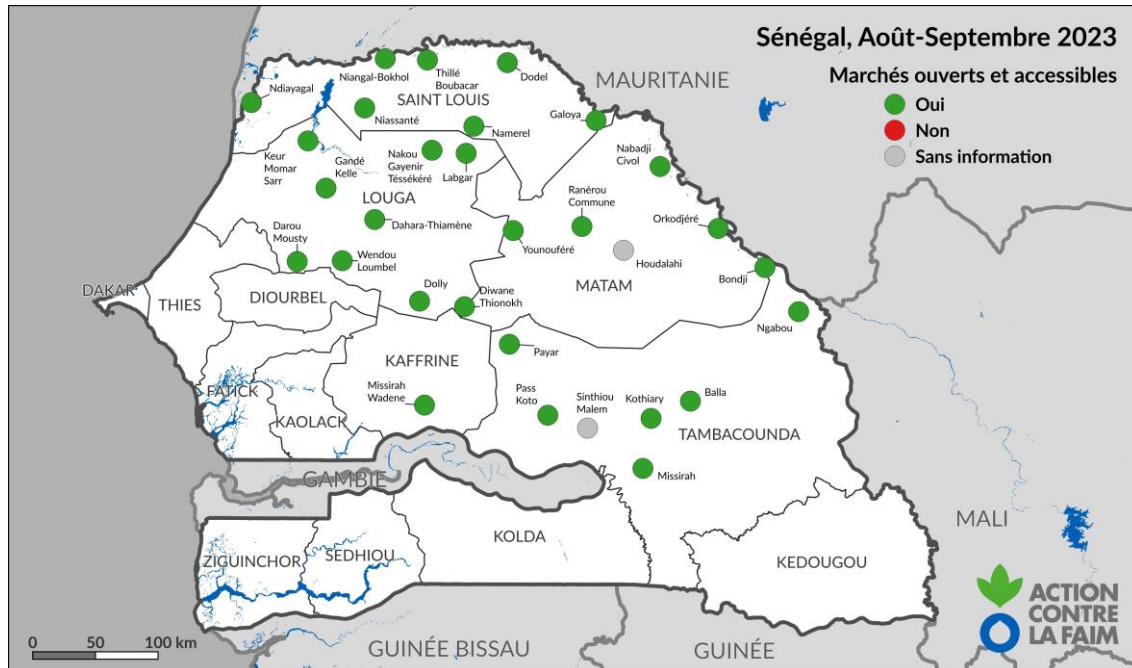 Sénégal, Août-Septembre 2023
Marchés ouverts et accessibles
Oui
Non
Sans information
MAURITANIE
Niangal-Bokhol
Thillé
Boubacar
Dodel
Ndiayagal
SAINT LOUIS
Niassanté
Namerel
Galoya
Keur
Momar
Sarr
Gandé
Kelle
Nakou
Gayenir
Téssékéré
Labgar
Nabadji
Civol
LOUGA
Ranérou
Commune
Dahara-Thiamène
Orkodjéré
Darou
Mousty
Wendou
Loumbel
Younouféré
Houdalahi
Bondji
DAKAR
THIES
DIOURBEL
Dolly
Diwane
Thionokh
MATAM
Ngabou
Payar
KAFFRINE
FATICK
Missirah
Wadene
Pass
Koto
Sinthiou
Malem
Kothiary
Balla
KAOLACK
TAMBACOUNDA
GAMBIE
Missirah
MALI
ZIGUINCHOR
SEDHIOU
KOLDA
KEDOUGOU
0 50 100 km
GUINÉE BISSAU
GUINÉE
ACTION
CONTRE
LA FAIM